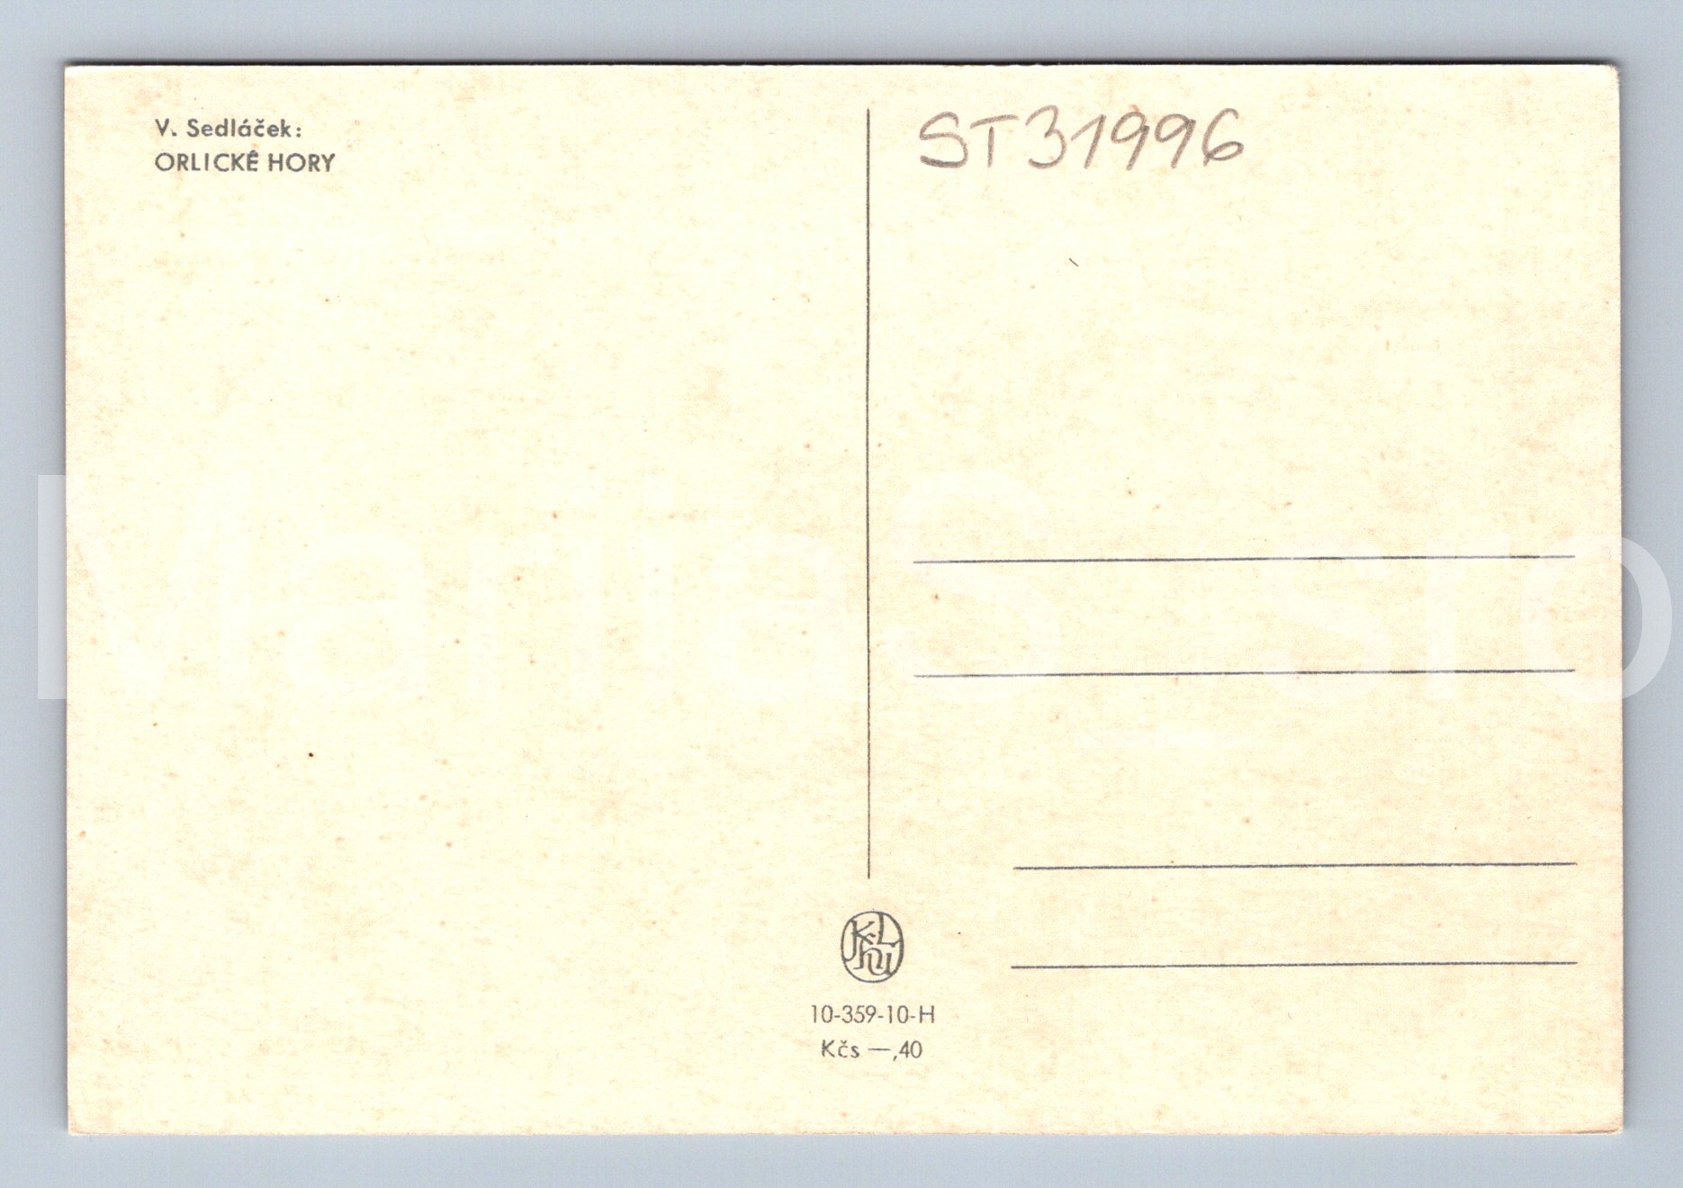 V. Sedláček:
ORLICKÉ HORY
ST31996
10-359-10-H
Kčs —,40